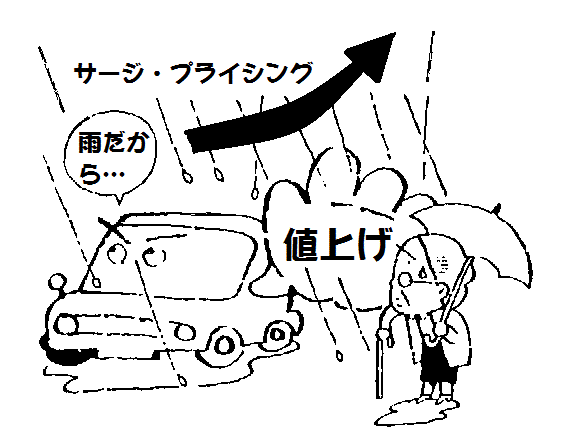 サージ・プライシング
雨だか
ら…
値上げ